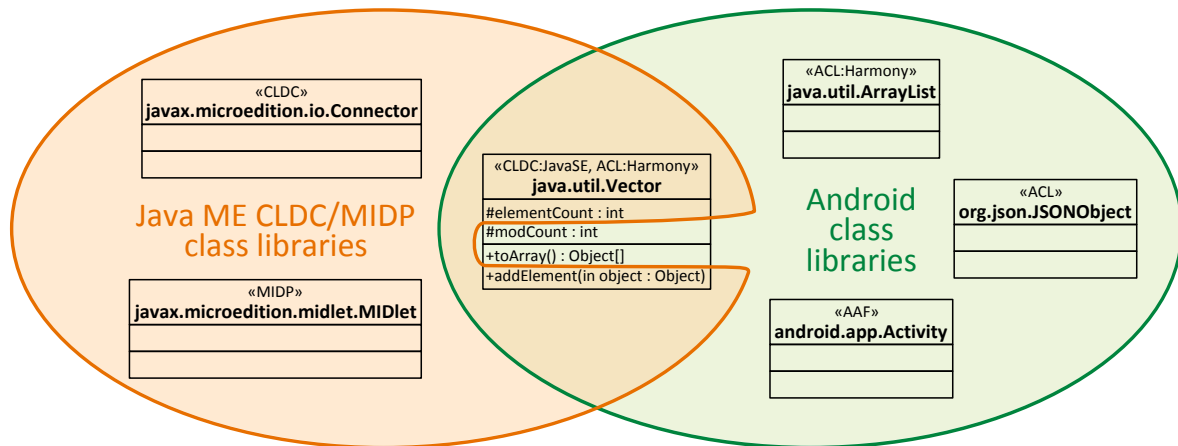 «CLDC»
javax.microedition.io.Connector
Java ME CLDC/MIDP
class libraries
«MIDP»
javax.microedition.midlet.MIDlet
«CLDC:JavaSE, ACL:Harmony»
java.util.Vector
#elementCount : int
#modCount : int
+toArray() : Object[]
+addElement(in object : Object)
«ACL:Harmony»
java.util.ArrayList
Android
class
libraries
«ACL»
org.json.JSONObject
«AAF»
android.app.Activity